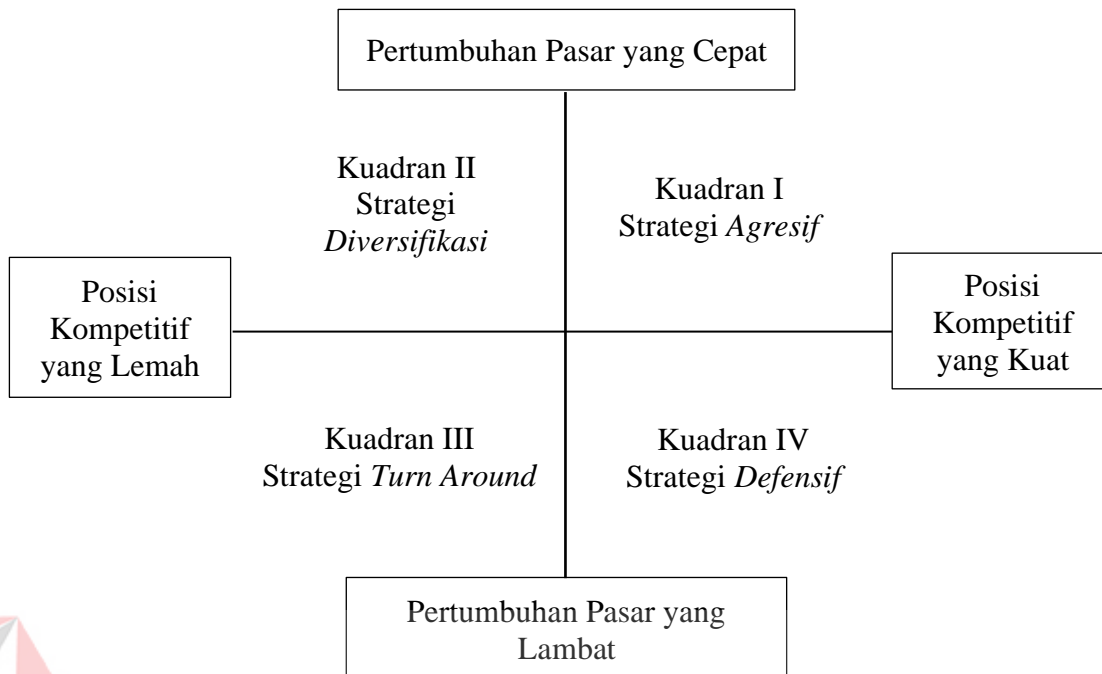 Pertumbuhan Pasar yang Cepat
Kuadran II
Strategi
Diversifikasi
Kuadran I
Strategi Agresif
Posisi
Kompetitif
yang Lemah
Posisi
Kompetitif
yang Kuat
Kuadran III
Strategi Turn Around
Kuadran IV
Strategi Defensif
Pertumbuhan Pasar yang
Lambat